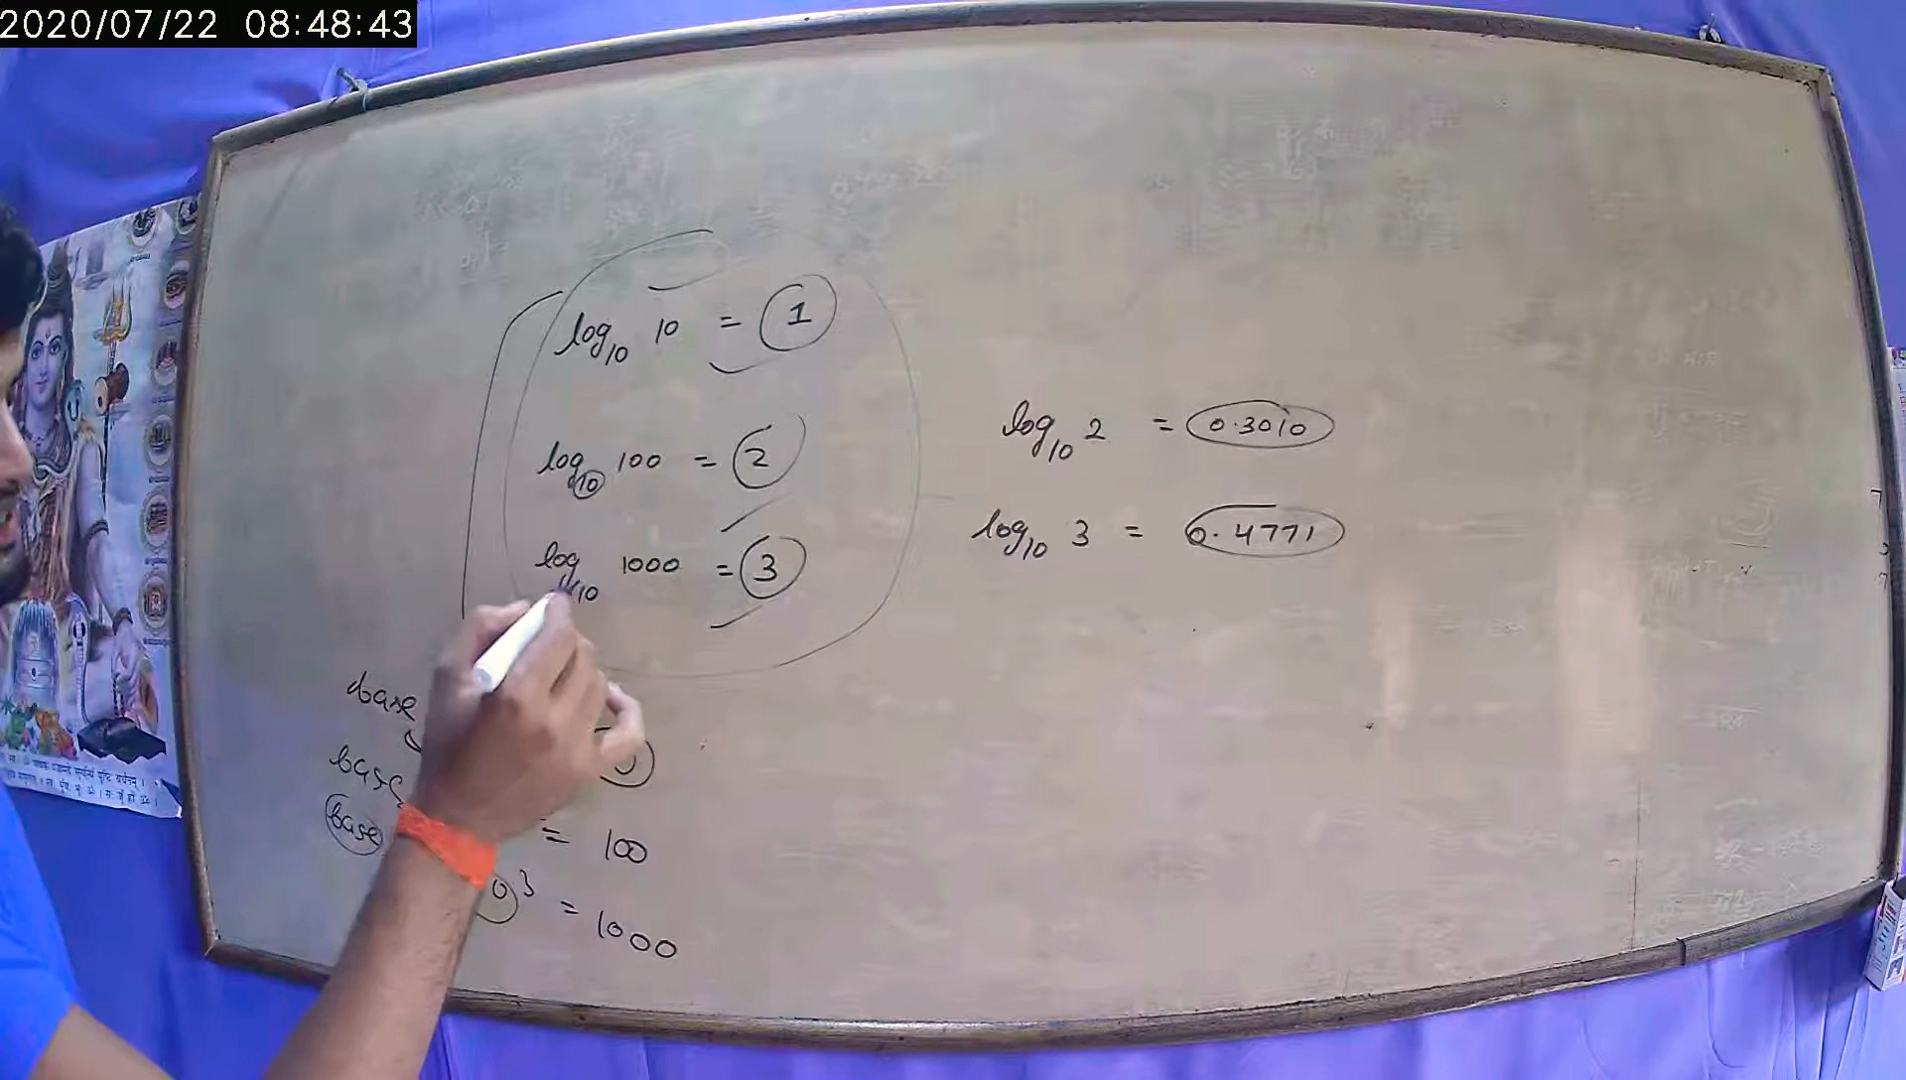 2020/07/22 08:48:43
log₁₀ 10 = 1
log₁₀ 100 = 2
log₁₀ 1000 = 3
log₁₀ 2 = 0.3010
log₁₀ 3 = 0.4771
base
base
base = 100
0³ = 1000